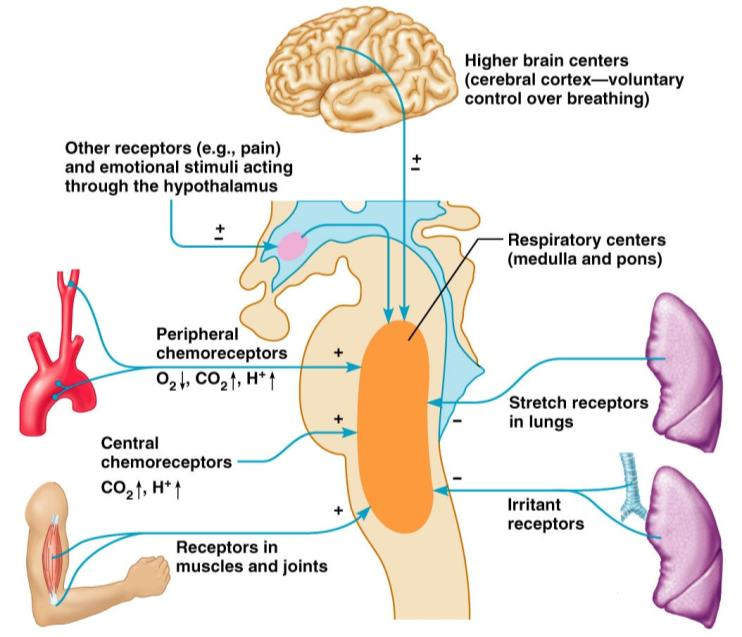 Higher brain centers
(cerebral cortex—voluntary
control over breathing)
Other receptors (e.g., pain)
and emotional stimuli acting
through the hypothalamus
±
±
Respiratory centers
(medulla and pons)
Peripheral
chemoreceptors
O₂↓, CO₂↑, H⁺↑
+
Stretch receptors
in lungs
–
Central
chemoreceptors
CO₂↑, H⁺↑
+
Irritant
receptors
–
Receptors in
muscles and joints
+